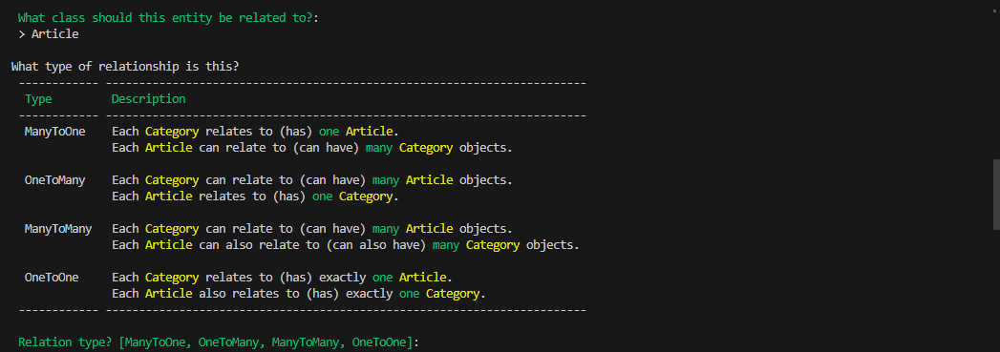 What class should this entity be related to?:
> Article
What type of relationship is this?
------------ ------------------------------------------------------------------------
Type Description
------------ ------------------------------------------------------------------------
ManyToOne Each Category relates to (has) one Article.
Each Article can relate to (can have) many Category objects.
OneToMany Each Category can relate to (can have) many Article objects.
Each Article relates to (has) one Category.
ManyToMany Each Category can relate to (can have) many Article objects.
Each Article can also relate to (can also have) many Category objects.
OneToOne Each Category relates to (has) exactly one Article.
Each Article also relates to (has) exactly one Category.
------------ ------------------------------------------------------------------------
Relation type? [ManyToOne, OneToMany, ManyToMany, OneToOne]: